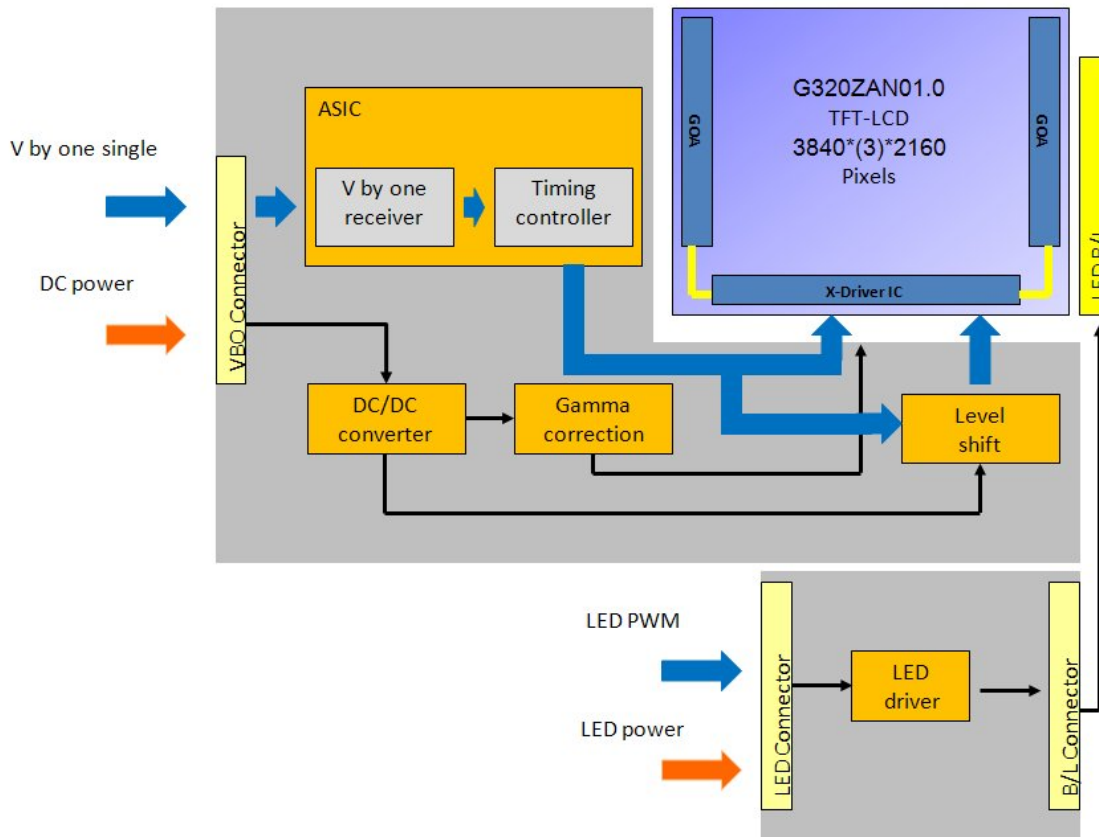 V by one single
DC power
VBO Connector
ASIC
V by one
receiver
Timing
controller
GOA
G320ZAN01.0
TFT-LCD
3840*(3)*2160
Pixels
GOA
X-Driver IC
LED B/L
DC/DC
converter
Gamma
correction
Level
shift
LED PWM
LED power
LED Connector
LED
driver
B/L Connector